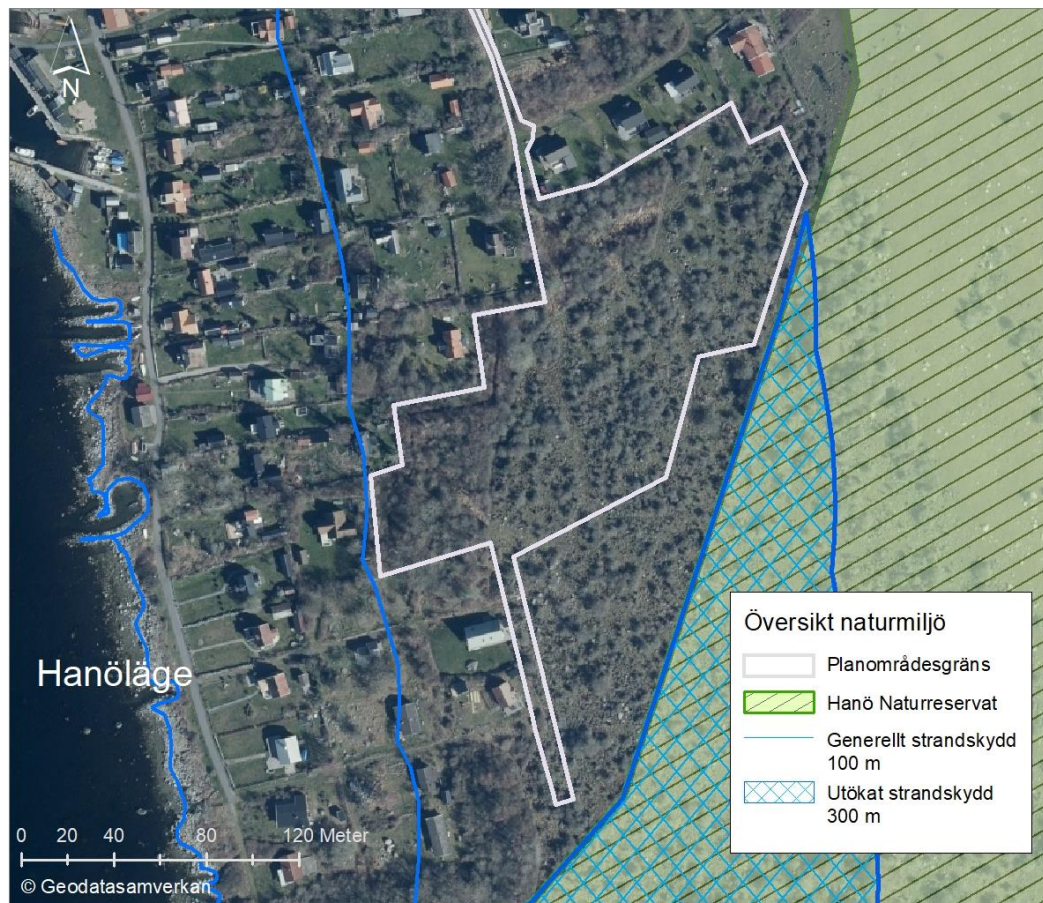 N
Hanöläge
0 20 40 80 120 Meter
© Geodatasamverkan
Översikt naturmiljö
Planområdesgräns
Hanö Naturreservat
Generellt strandskydd
100 m
Utökat strandskydd
300 m